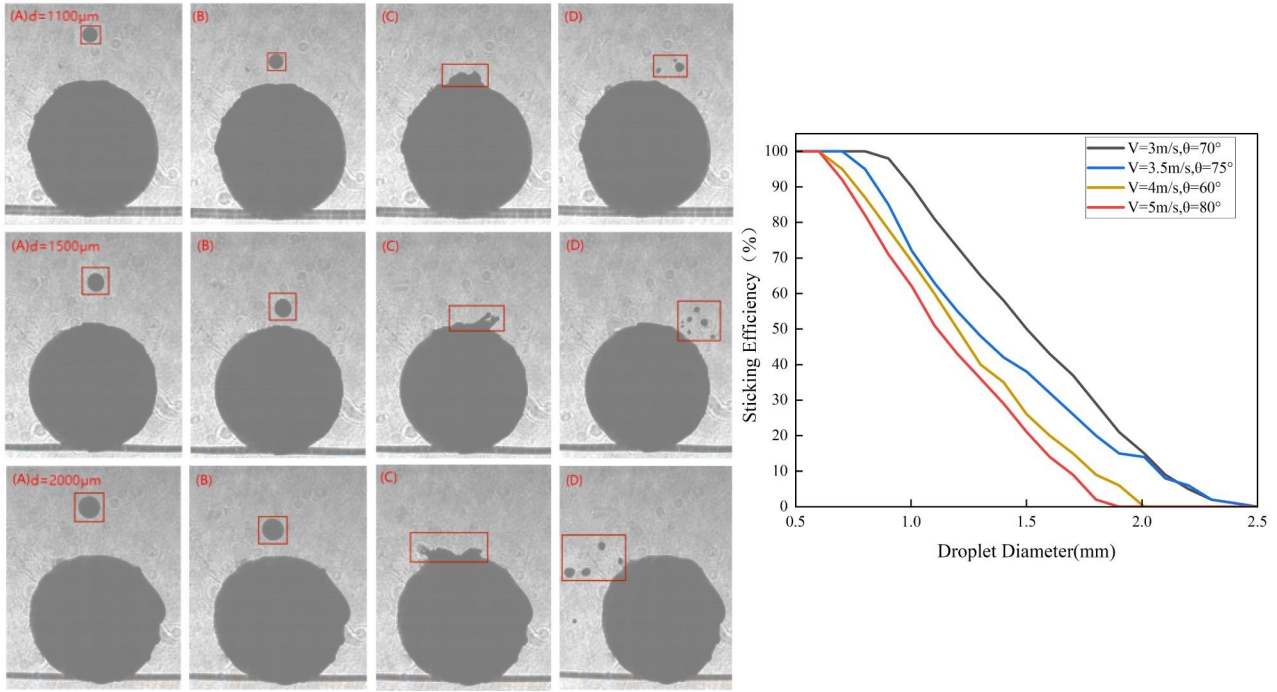 (A)d=1100μm
(B)
(C)
(D)
(A)d=1500μm
(B)
(C)
(D)
(A)d=2000μm
(B)
(C)
(D)
V=3m/s,θ=70°
V=3.5m/s,θ=75°
V=4m/s,θ=60°
V=5m/s,θ=80°
Sticking Efficiency（%）
100
90
80
70
60
50
40
30
20
10
0
0.5
1.0
1.5
2.0
2.5
Droplet Diameter(mm)